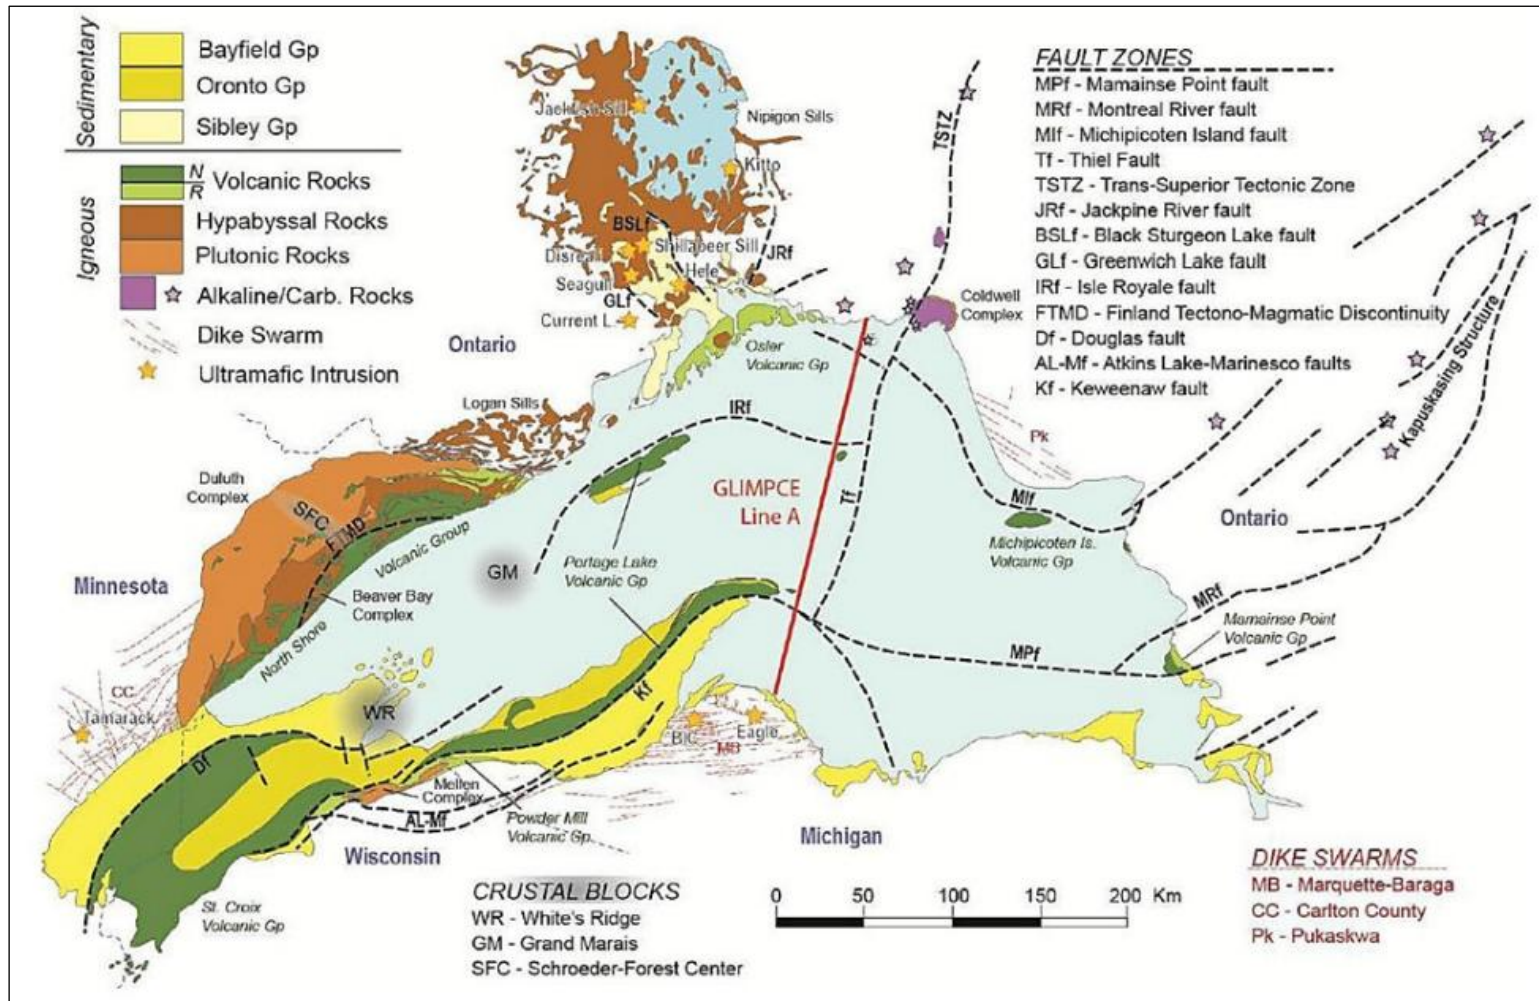 Sedimentary
Bayfield Gp
Oronto Gp
Sibley Gp
Igneous
N
R
Volcanic Rocks
Hypabyssal Rocks
Plutonic Rocks
Alkaline/Carb. Rocks
Dike Swarm
Ultramafic Intrusion
FAULT ZONES
MPf - Mamainse Point fault
MRf - Montreal River fault
MIf - Michipicoten Island fault
Tf - Thiel Fault
TSTZ - Trans-Superior Tectonic Zone
JRf - Jackpine River fault
BSLf - Black Sturgeon Lake fault
GLf - Greenwich Lake fault
IRf - Isle Royale fault
FTMD - Finland Tectono-Magmatic Discontinuity
Df - Douglas fault
AL-Mf - Atkins Lake-Marinesco faults
Kf - Keweenaw fault
Sill
Nipigon Sills
Kitto
TSTZ
BSLf
Shillabeer Sill
Disreali
JRf
Hele
Seagull
GLf
Current L.
Ontario
Coldwell
Complex
Osler
Volcanic Gp
Logan Sills
IRf
Pk
Kapuskasing Structure
Duluth
Complex
SFC
FTMD
GLIMPCE
Line A
Tf
MIf
Ontario
Michipicoten Is.
Volcanic Gp
North Shore
Volcanic Group
GM
Portage Lake
Volcanic Gp
Minnesota
Beaver Bay
Complex
MRf
Mamainse Point
Volcanic Gp
MPf
CC
Tamarack
WR
Kf
BIC
Eagle
MB
Df
Mellen
Complex
AL-Mf
Powder Mill
Volcanic Gp.
Wisconsin
Michigan
St. Croix
Volcanic Gp
CRUSTAL BLOCKS
WR - White's Ridge
GM - Grand Marais
SFC - Schroeder-Forest Center
0 50 100 150 200 Km
DIKE SWARMS
MB - Marquette-Baraga
CC - Carlton County
Pk - Pukaskwa